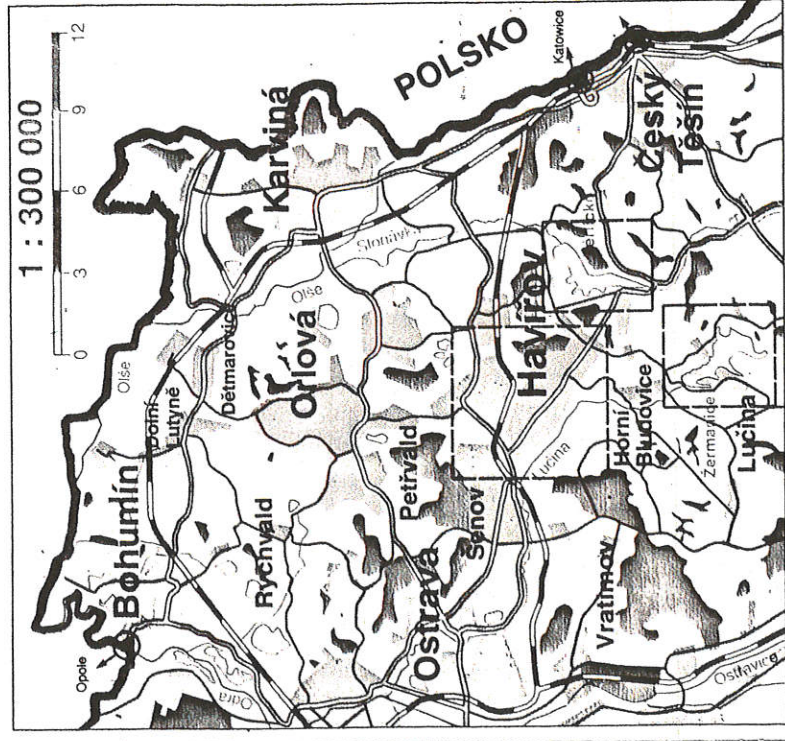 1 : 300 000
0 3 6 9 12
POLSKO
Katowice
Opole
Bohumín
Olše
Dolní
Lutyně
Dětmarovice
Karviná
Odra
Rychvald
Orlová
Olše
Petřvald
Ostrava
Šenov
Havířov
Český
Těšín
Lučina
Vratimov
Horní
Bludovice
Žermanice
Lučina
Ostravice